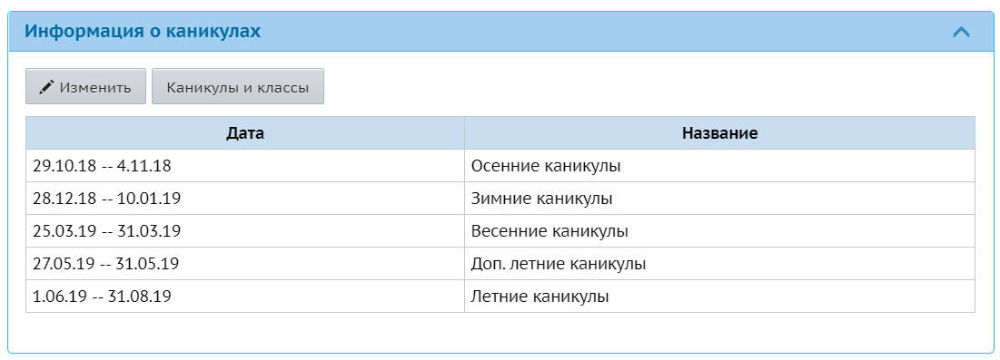 Информация о каникулах
Изменить Каникулы и классы
Дата Название
29.10.18 -- 4.11.18 Осенние каникулы
28.12.18 -- 10.01.19 Зимние каникулы
25.03.19 -- 31.03.19 Весенние каникулы
27.05.19 -- 31.05.19 Доп. летние каникулы
1.06.19 -- 31.08.19 Летние каникулы